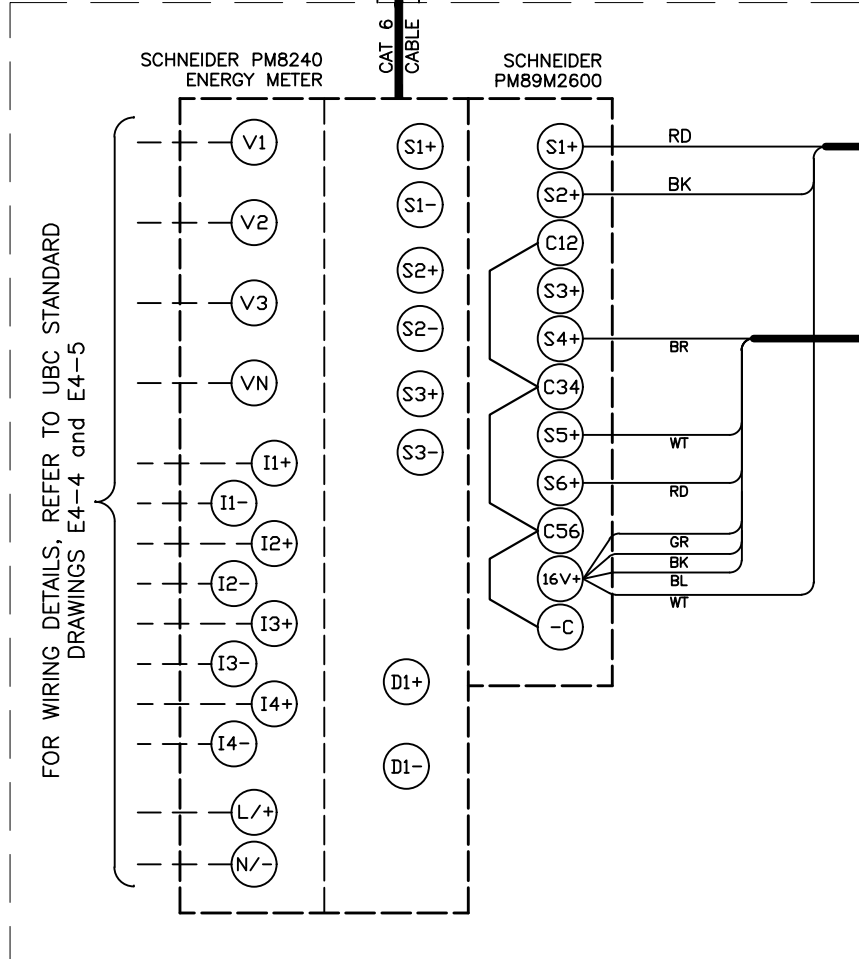 CAT 6
CABLE
SCHNEIDER PM8240
ENERGY METER
SCHNEIDER
PM89M2600
FOR WIRING DETAILS, REFER TO UBC STANDARD
DRAWINGS E4-4 and E4-5
V1
V2
V3
VN
I1+
I1-
I2+
I2-
I3+
I3-
I4+
I4-
L/+
N/-
S1+
S1-
S2+
S2-
S3+
S3-
D1+
D1-
S1+
S2+
C12
S3+
S4+
C34
S5+
S6+
C56
16V+
-C
RD
BK
BR
WT
RD
GR
BK
BL
WT